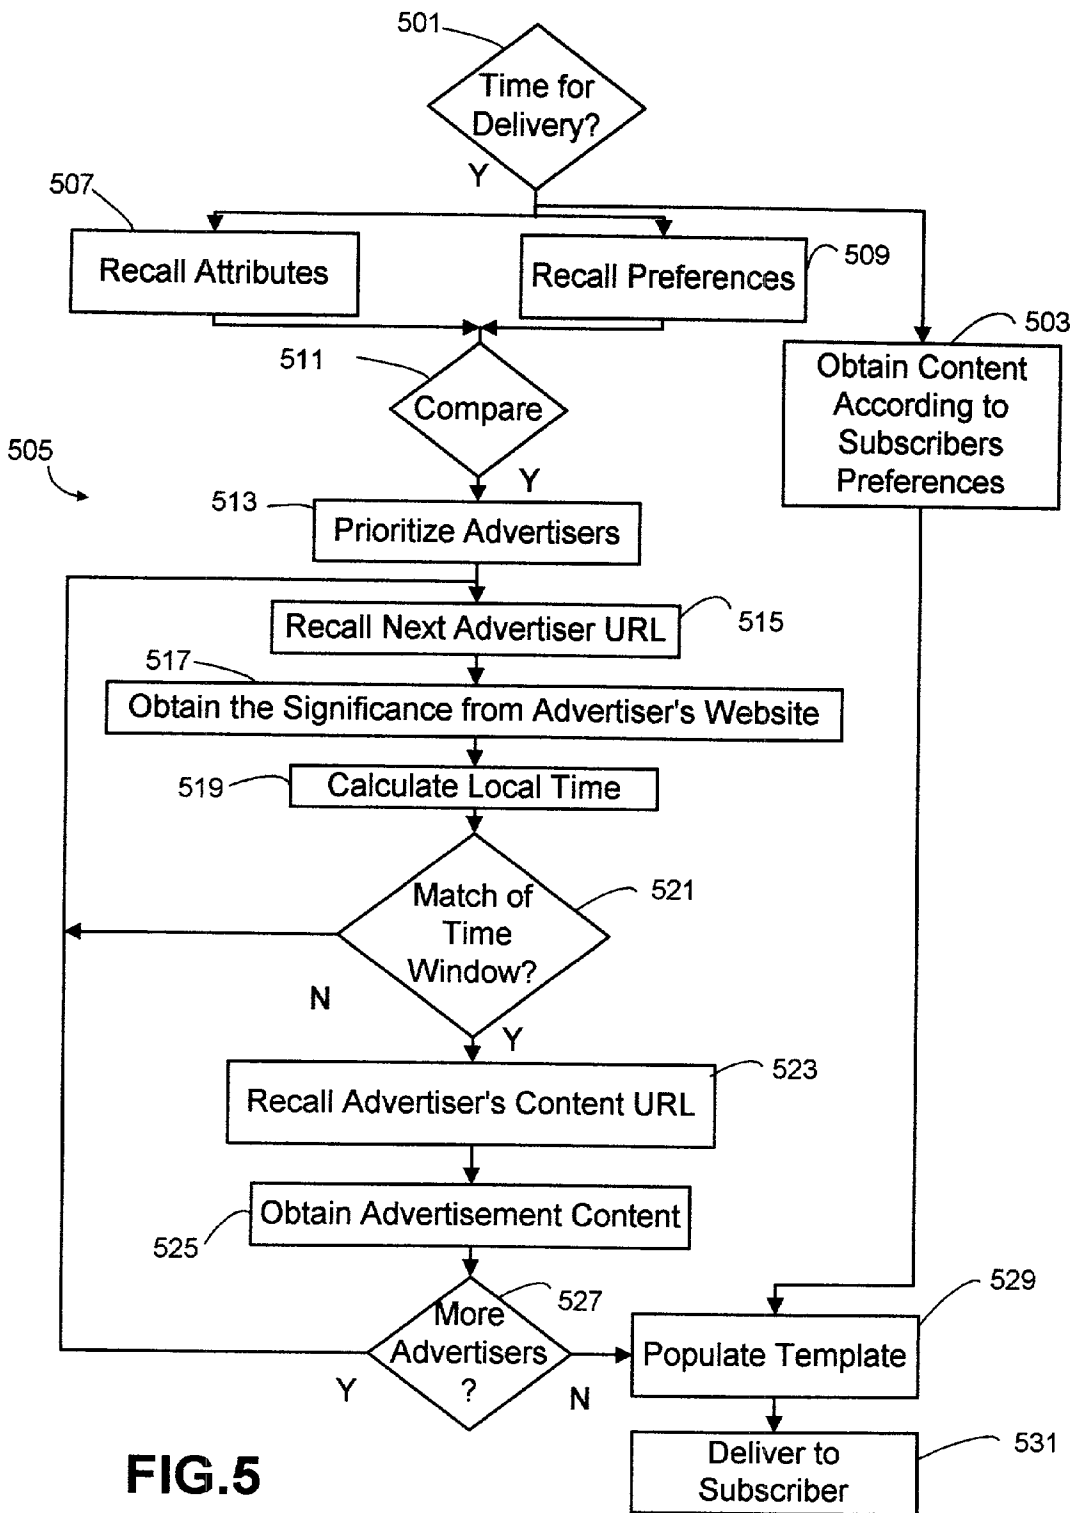 501
Time for
Delivery?
Y
507
Recall Attributes
Recall Preferences
509
503
Obtain Content
According to
Subscribers
Preferences
511
Compare
505
Y
513
Prioritize Advertisers
Recall Next Advertiser URL
515
517
Obtain the Significance from Advertiser's Website
519
Calculate Local Time
Match of
Time
Window?
521
N
Y
523
Recall Advertiser's Content URL
Obtain Advertisement Content
525
More
Advertisers
?
527
Y
N
529
Populate Template
Deliver to
Subscriber
531
FIG.5